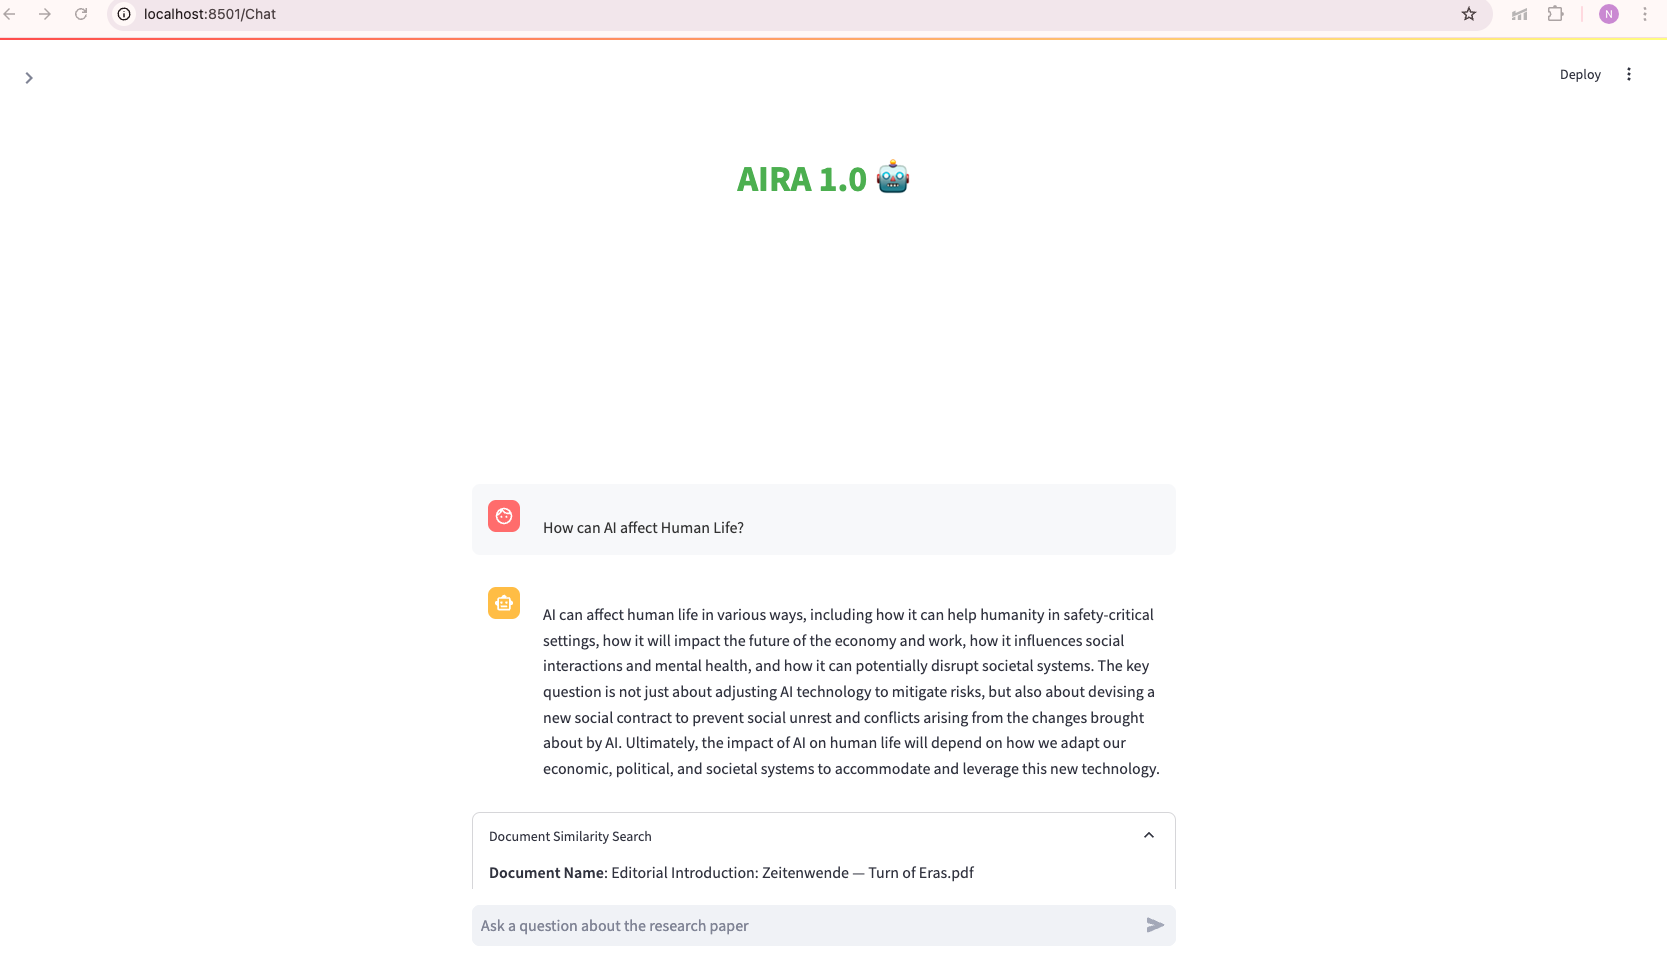 localhost:8501/Chat
N
Deploy
AIRA 1.0
How can AI affect Human Life?
AI can affect human life in various ways, including how it can help humanity in safety-critical
settings, how it will impact the future of the economy and work, how it influences social
interactions and mental health, and how it can potentially disrupt societal systems. The key
question is not just about adjusting AI technology to mitigate risks, but also about devising a
new social contract to prevent social unrest and conflicts arising from the changes brought
about by AI. Ultimately, the impact of AI on human life will depend on how we adapt our
economic, political, and societal systems to accommodate and leverage this new technology.
Document Similarity Search
Document Name: Editorial Introduction: Zeitenwende — Turn of Eras.pdf
Ask a question about the research paper